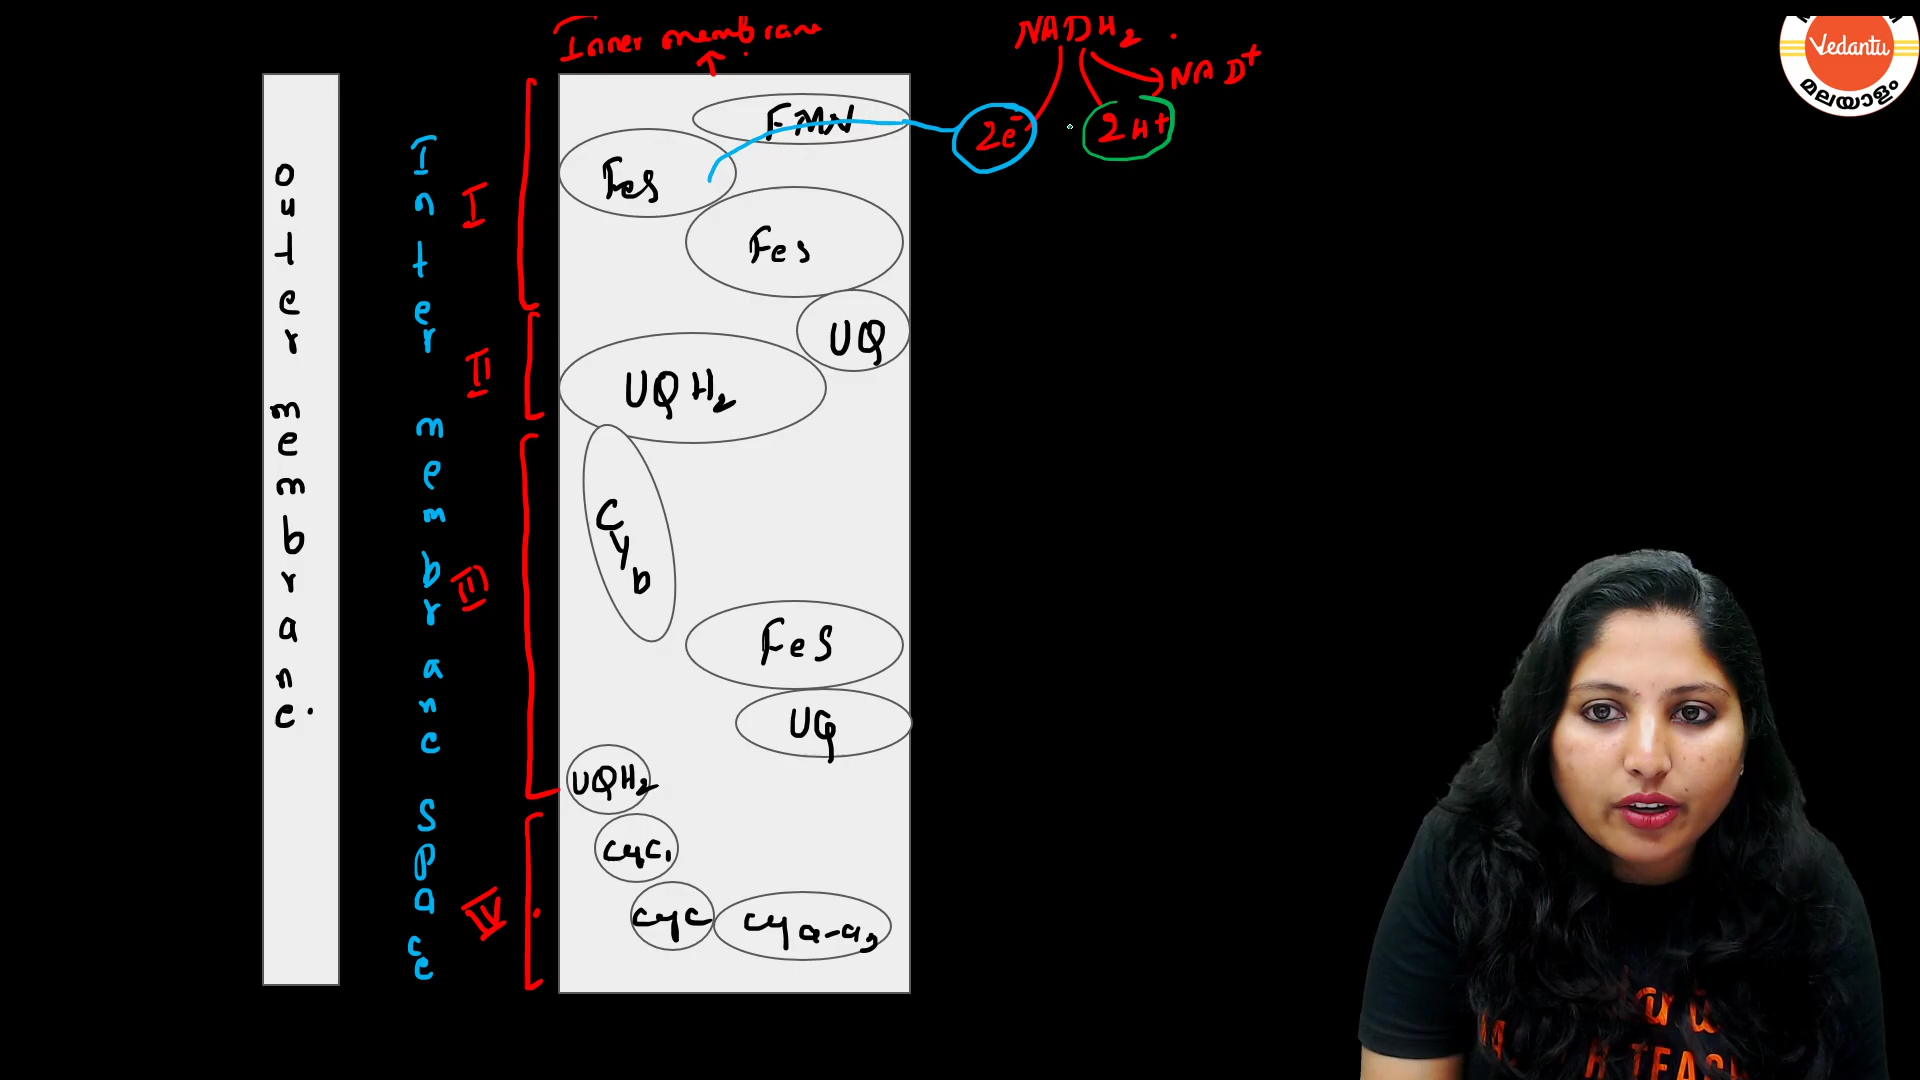 Inner membrane
NADH2
NAD+
2e-
2H+
Vedantu
മലയാളം
outer membrane.
Inter membrane space
I
II
III
IV
FMN
FeS
Fes
UQ
UQH2
Cyb
FeS
UQ
UQH2
cyc1
cyc
cya-a3